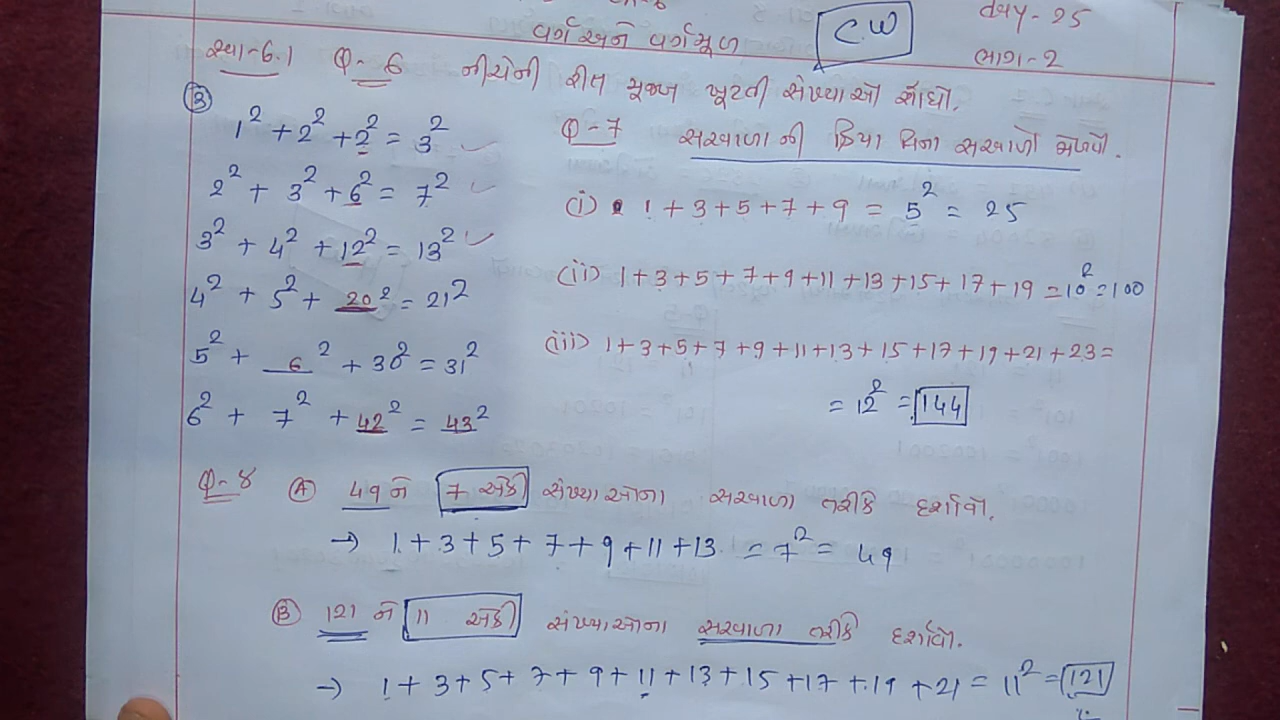 વર્ગ અને વર્ગમૂળ
C.W
Day-25
ભાગ-2
સ્વા-6.1 Q-6 નીચેની રીત મુજબ ખૂટતી સંખ્યાઓ શોધો.
(B)
1² + 2² + 2² = 3²
2² + 3² + 6² = 7²
3² + 4² + 12² = 13²
4² + 5² + 20² = 21²
5² + 6² + 30² = 31²
6² + 7² + 42² = 43²
Q-7 સરવાળાની ક્રિયા વિના સરવાળો મેળવો.
(i) 1+3+5+7+9 = 5² = 25
(ii) 1+3+5+7+9+11+13+15+17+19 = 10² = 100
(iii) 1+3+5+7+9+11+13+15+17+19+21+23 =
= 12² = 144
Q-8 (A) 49 ને 7 એકી સંખ્યાઓના સરવાળા તરીકે દર્શાવો.
→ 1+3+5+7+9+11+13 = 7² = 49
(B) 121 ને 11 એકી સંખ્યાઓના સરવાળા તરીકે દર્શાવો.
→ 1+3+5+7+9+11+13+15+17+19+21 = 11² = 121